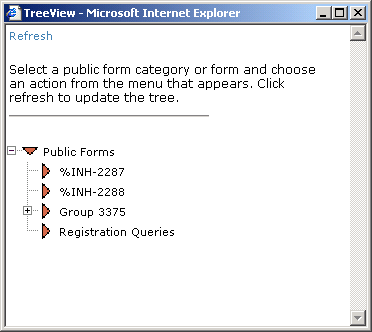 TreeView - Microsoft Internet Explorer
Refresh
Select a public form category or form and choose
an action from the menu that appears. Click
refresh to update the tree.
Public Forms
%INH-2287
%INH-2288
Group 3375
Registration Queries